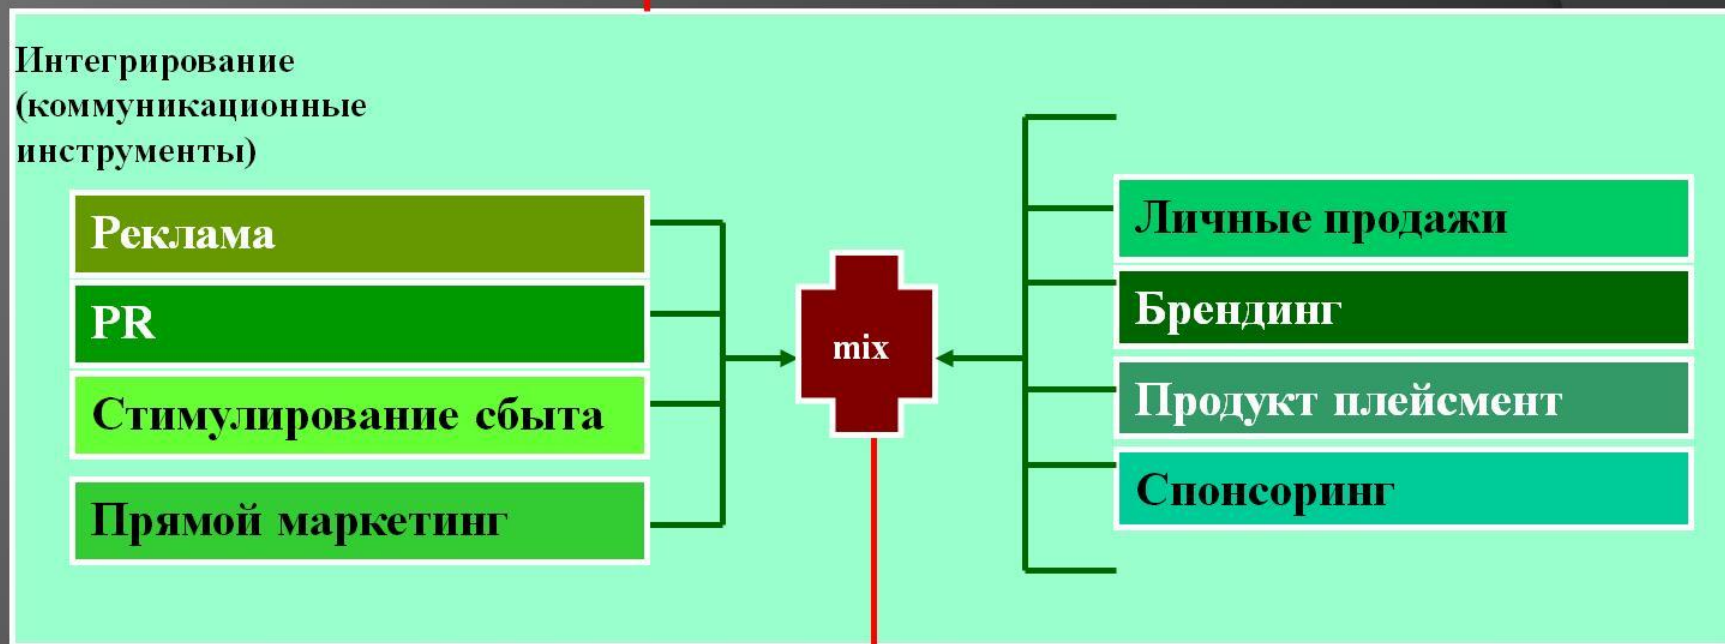 Интегрирование
(коммуникационные
инструменты)
Реклама
PR
Стимулирование сбыта
Прямой маркетинг
mix
Личные продажи
Брендинг
Продукт плейсмент
Спонсоринг